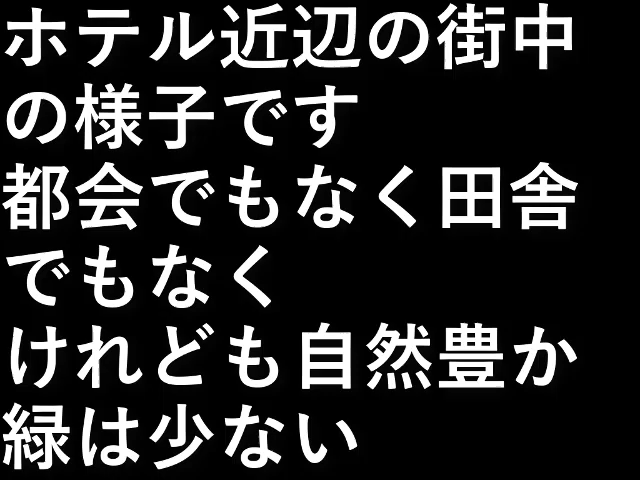 ホテル近辺の街中
の様子です
都会でもなく田舎
でもなく
けれども自然豊か
緑は少ない